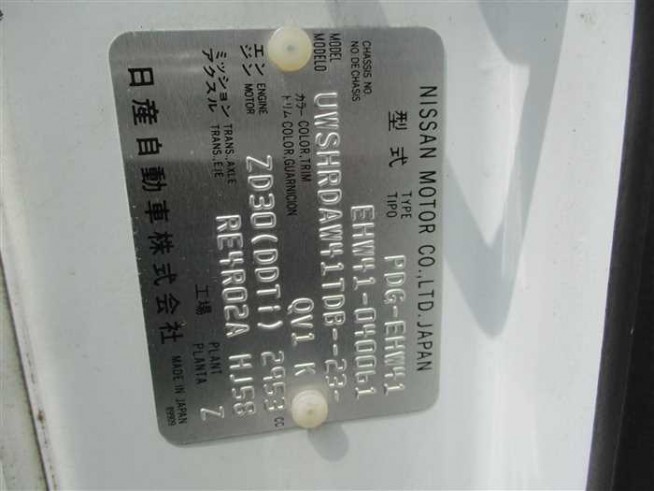 NISSAN MOTOR CO.,LTD.JAPAN
型式 TYPE TIPO PDG-EHW41
CHASSIS NO. NO.DE CHASIS EHW41-040061
MODEL MODELO UWSHRDAW41TDB--23-
カラー COLOR,TRIM トリム COLOR,GUARNICION QV1 K
エンジン ENGINE MOTOR ZD30(DDTi) 2953 CC
ミッション TRANS. アクスル AXLE TRANS.,EJE RE4R02A HJ58
工場 PLANT PLANTA Z
日産自動車株式会社 MADE IN JAPAN